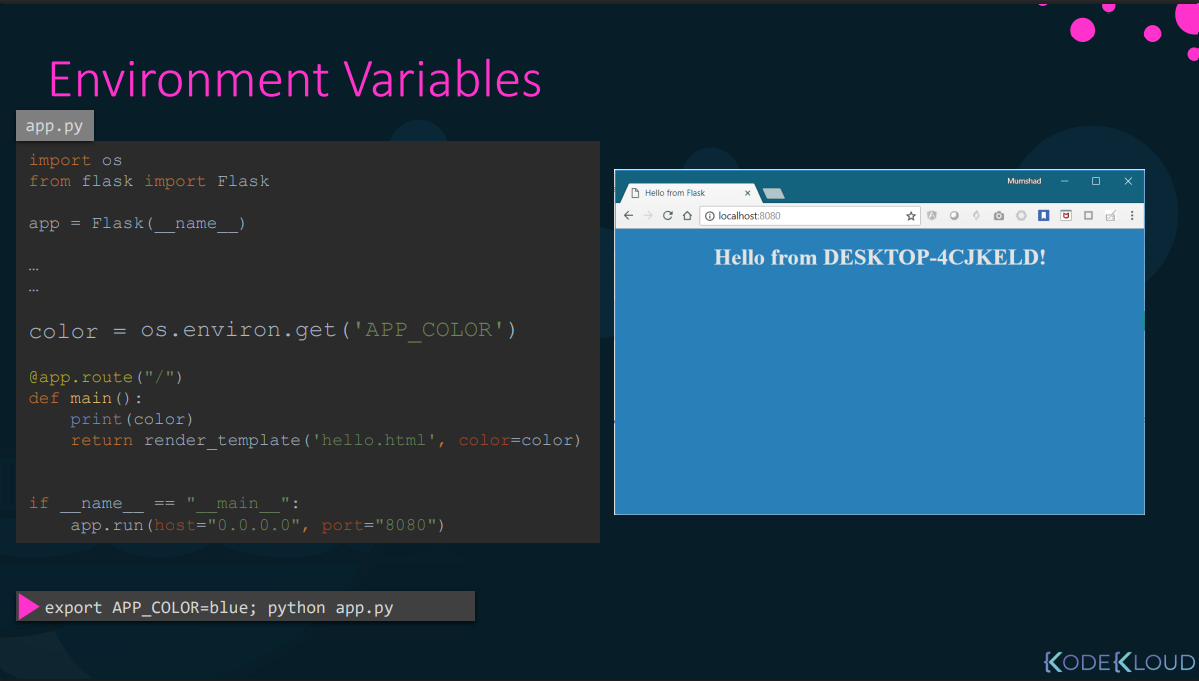 Environment Variables
app.py
import os
from flask import Flask
app = Flask(__name__)
…
…
color = os.environ.get('APP_COLOR')
@app.route("/")
def main():
    print(color)
    return render_template('hello.html', color=color)
if __name__ == "__main__":
    app.run(host="0.0.0.0", port="8080")
export APP_COLOR=blue; python app.py
Mumshad
Hello from Flask
localhost:8080
Hello from DESKTOP-4CJKELD!
KODEKLOUD